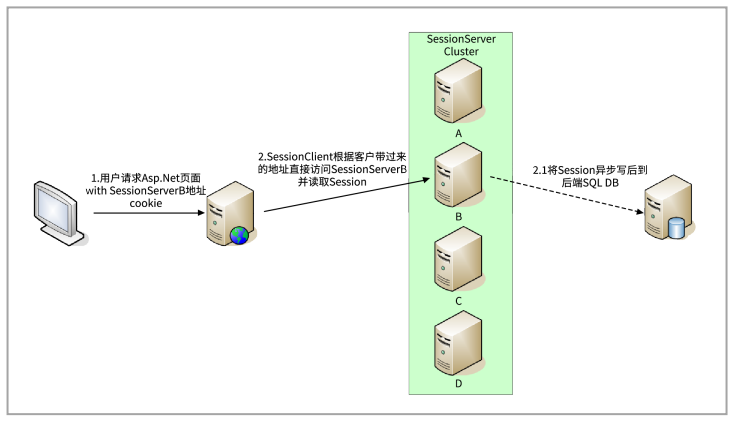 SessionServer
Cluster
A
1.用户请求Asp.Net页面
with SessionServerB地址
cookie
2.SessionClient根据客户带过来
的地址直接访问SessionServerB
并读取Session
B
2.1将Session异步写后到
后端SQL DB
C
D